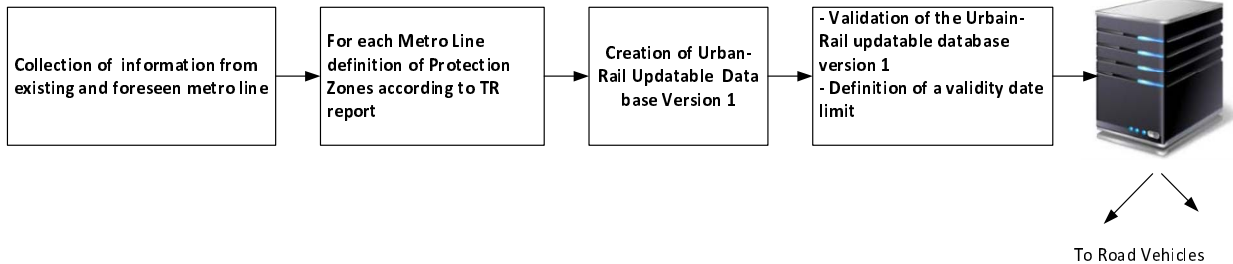 Collection of information from
existing and foreseen metro line
For each Metro Line
definition of Protection
Zones according to TR
report
Creation of Urban-
Rail Updatable Data
base Version 1
- Validation of the Urbain-
Rail updatable database
version 1
- Definition of a validity date
limit
To Road Vehicles